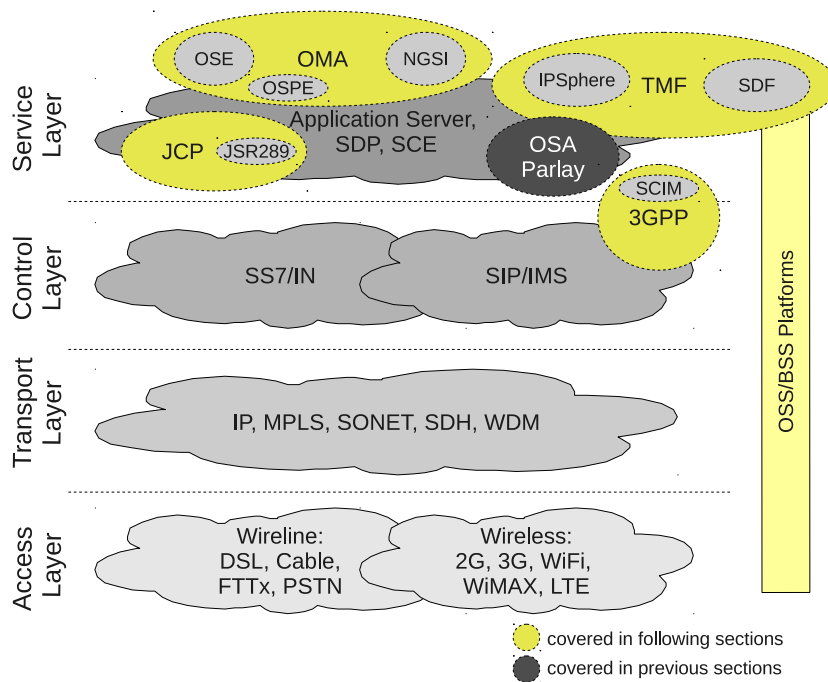 OSE
OMA
NGSI
OSPE
IPSphere
TMF
SDF
Service
Layer
Application Server,
SDP, SCE
JCP
JSR289
OSA
Parlay
SCIM
3GPP
Control
Layer
SS7/IN
SIP/IMS
OSS/BSS Platforms
Transport
Layer
IP, MPLS, SONET, SDH, WDM
Access
Layer
Wireline:
DSL, Cable,
FTTx, PSTN
Wireless:
2G, 3G, WiFi,
WiMAX, LTE
covered in following sections
covered in previous sections